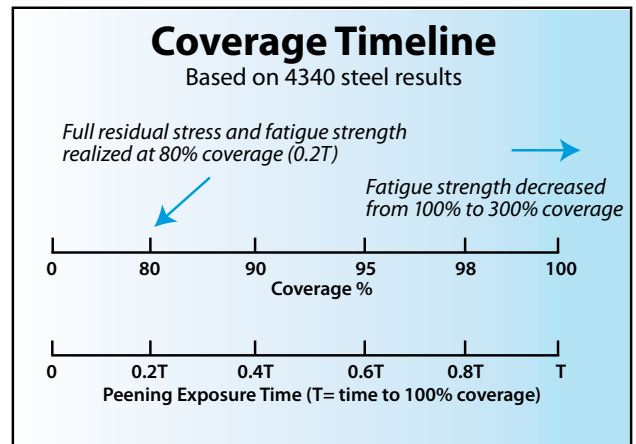 Coverage Timeline
Based on 4340 steel results
Full residual stress and fatigue strength
realized at 80% coverage (0.2T)
Fatigue strength decreased
from 100% to 300% coverage
0 80 90 95 98 100
Coverage %
0 0.2T 0.4T 0.6T 0.8T T
Peening Exposure Time (T= time to 100% coverage)